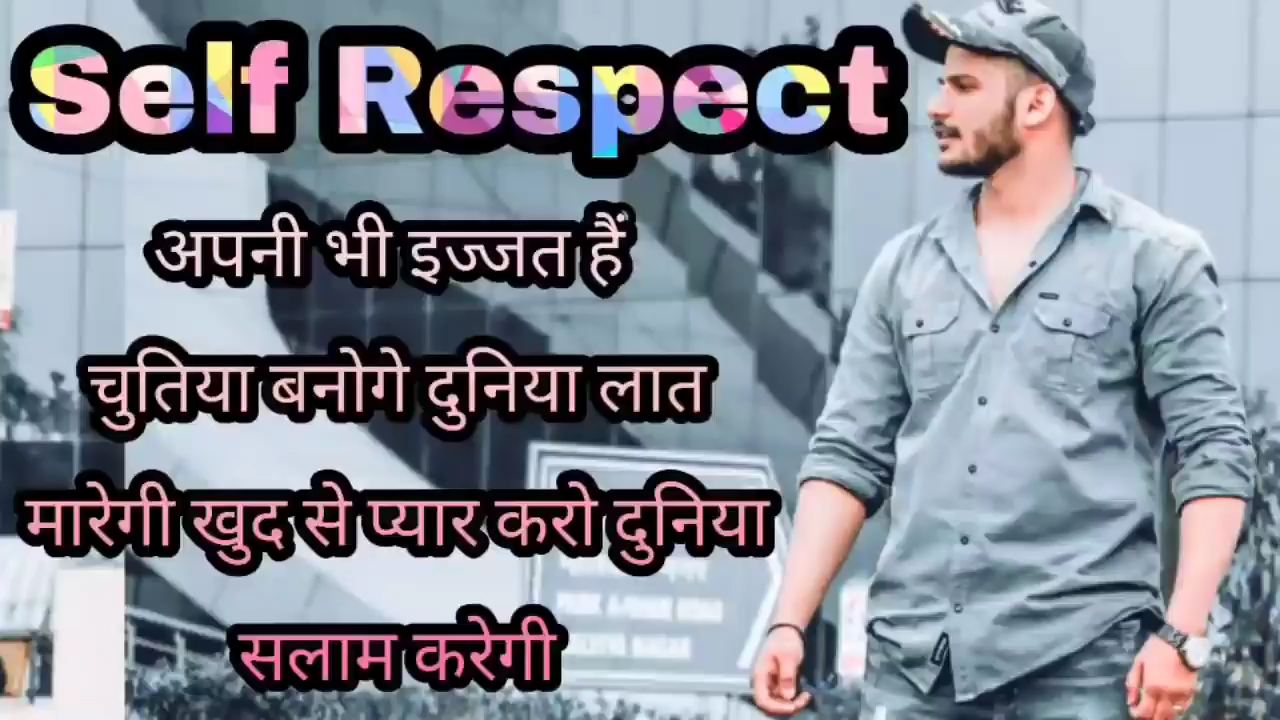 Self Respect
अपनी भी इज्जत हैं
चुतिया बनोगे दुनिया लात
मारेगी खुद से प्यार करो दुनिया
सलाम करेगी